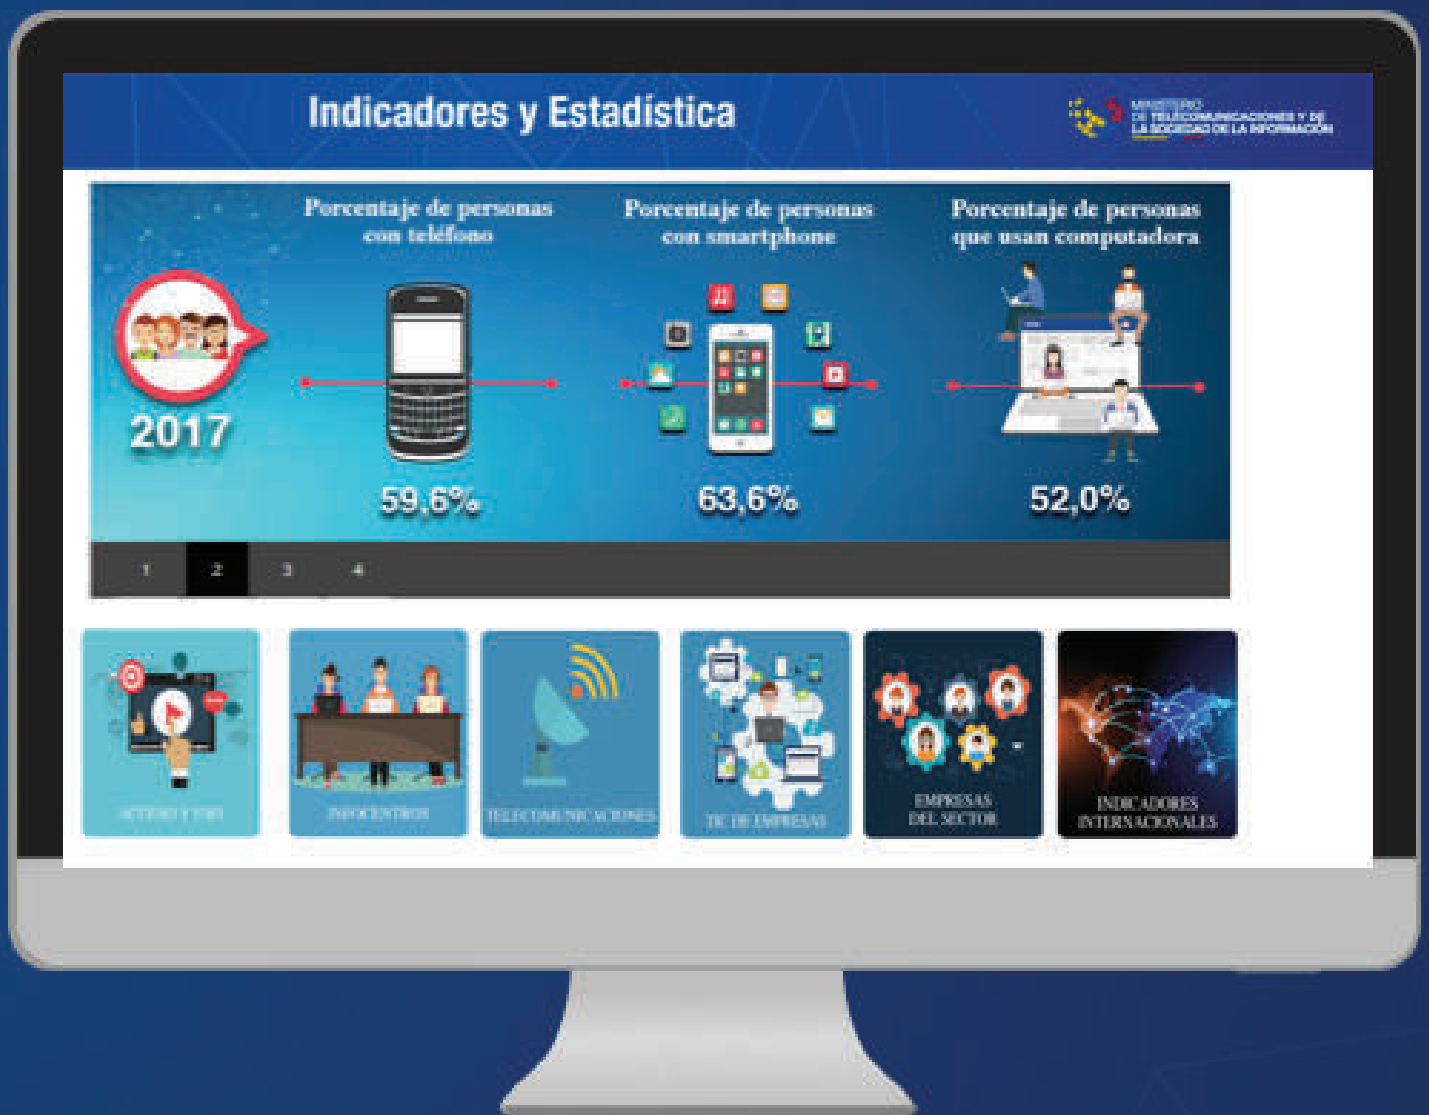 Indicadores y Estadística
MINISTERIO
DE TELECOMUNICACIONES Y DE
LA SOCIEDAD DE LA INFORMACIÓN
Porcentaje de personas
con teléfono
Porcentaje de personas
con smartphone
Porcentaje de personas
que usan computadora
2017
59,6%
63,6%
52,0%
1 2 3 4
ACCESO Y USO
INFOCENTROS
TELECOMUNICACIONES
TIC DE EMPRESAS
EMPRESAS
DEL SECTOR
INDICADORES
INTERNACIONALES